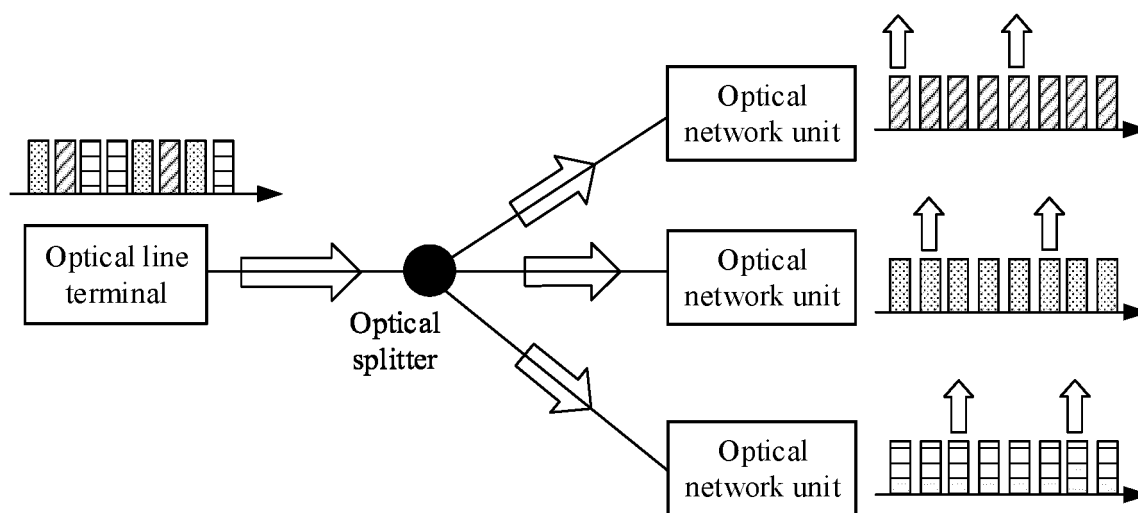 Optical
network unit
Optical line
terminal
Optical
splitter
Optical
network unit
Optical
network unit